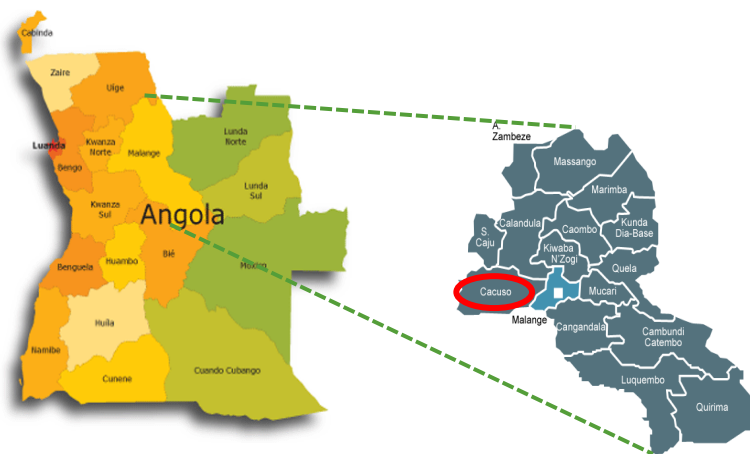 Cabinda
Zaire
Uíge
Luanda
Bengo
Kwanza
Norte
Malange
Lunda
Norte
Lunda
Sul
Kwanza
Sul
Angola
Benguela
Huambo
Bié
Moxim
Huíla
Namibe
Cunene
Cuando Cubango
A.
Zambeze
Massango
Marimba
S.
Caju
Calandula
Caombo
Kunda
Dia-Base
Kiwaba
N'Zogi
Quela
Cacuso
Mucari
Malange
Cangandala
Cambundi
Catembo
Luquembo
Quirima